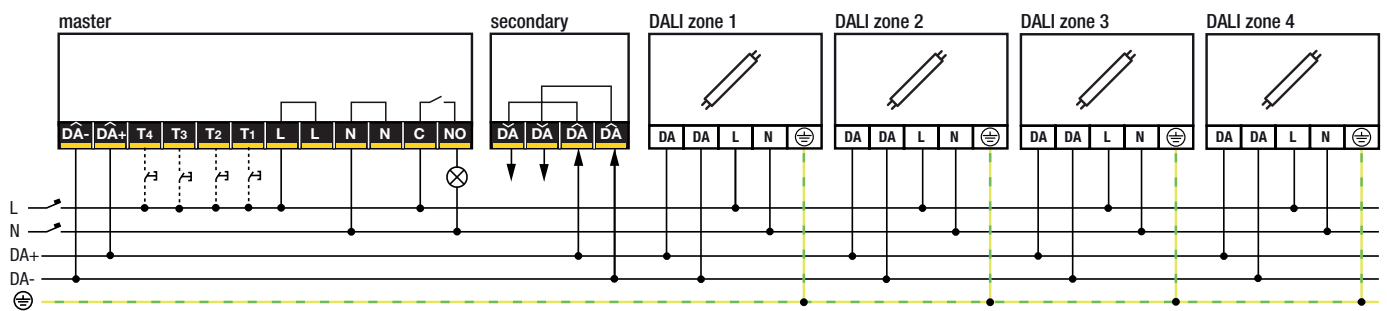 master
secondary
DALI zone 1
DALI zone 2
DALI zone 3
DALI zone 4
DA- DA+ T4 T3 T2 T1 L L N N C NO
DA DA DA DA
DA DA L N
DA DA L N
DA DA L N
DA DA L N
L
N
DA+
DA-